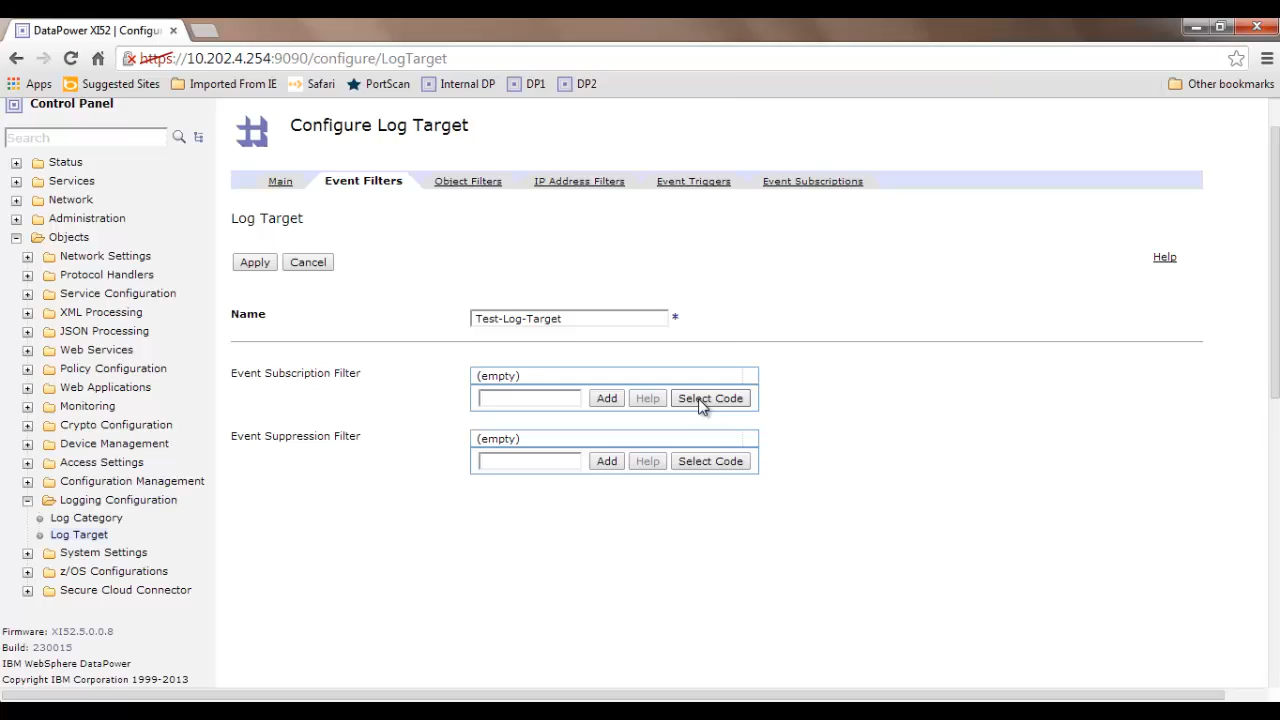 DataPower XI52 | Configu
https://10.202.4.254:9090/configure/LogTarget
Apps Suggested Sites Imported From IE Safari PortScan Internal DP DP1 DP2 Other bookmarks
Control Panel
Search
Status
Services
Network
Administration
Objects
Network Settings
Protocol Handlers
Service Configuration
XML Processing
JSON Processing
Web Services
Policy Configuration
Web Applications
Monitoring
Crypto Configuration
Device Management
Access Settings
Configuration Management
Logging Configuration
Log Category
Log Target
System Settings
z/OS Configurations
Secure Cloud Connector
Firmware: XI52.5.0.0.8
Build: 230015
IBM WebSphere DataPower
Copyright IBM Corporation 1999-2013
Configure Log Target
Main Event Filters Object Filters IP Address Filters Event Triggers Event Subscriptions
Log Target
Apply Cancel Help
Name Test-Log-Target *
Event Subscription Filter (empty)
Add Help Select Code
Event Suppression Filter (empty)
Add Help Select Code